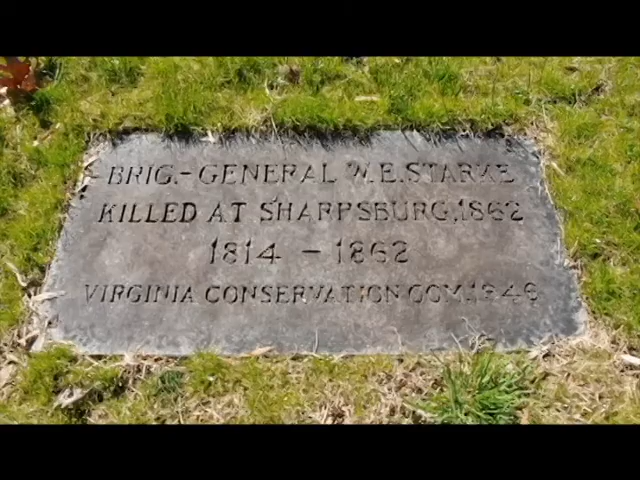 BRIG.-GENERAL W.E.STARKE
KILLED AT SHARPSBURG,1862
1814 - 1862
VIRGINIA CONSERVATION COM.1946